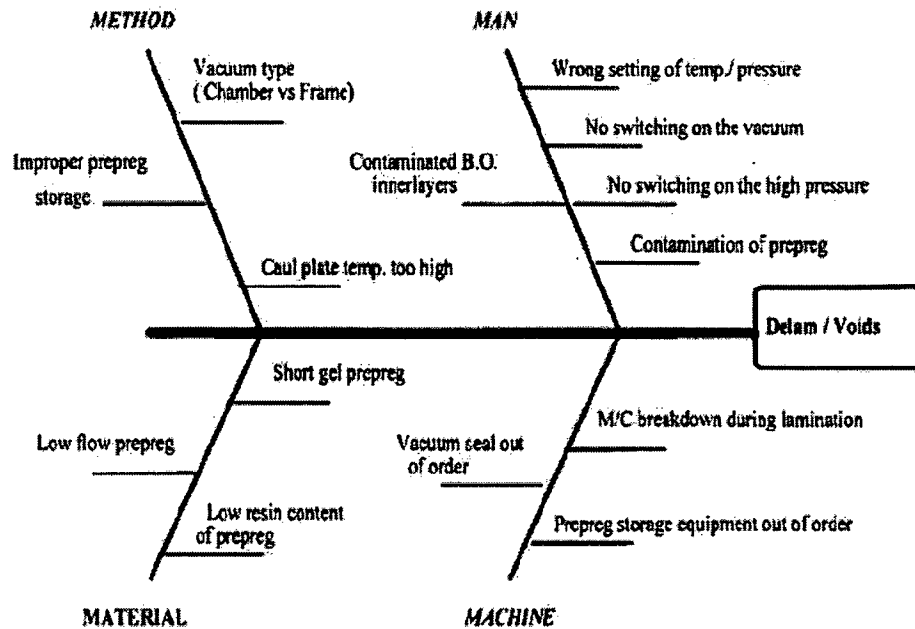 METHOD
MAN
Vacuum type
( Chamber vs Frame)
Improper prepreg
storage.
Caul plate temp. too high
Wrong setting of temp./ pressure
No switching on the vacuum
Contaminated B.O.
innerlayers
No switching on the high pressure
Contamination of prepreg
Delam / Voids
Short gel prepreg
Low flow prepreg
Low resin content
of prepreg
M/C breakdown during lamination
Vacuum seal out
of order
Prepreg storage equipment out of order
MATERIAL
MACHINE